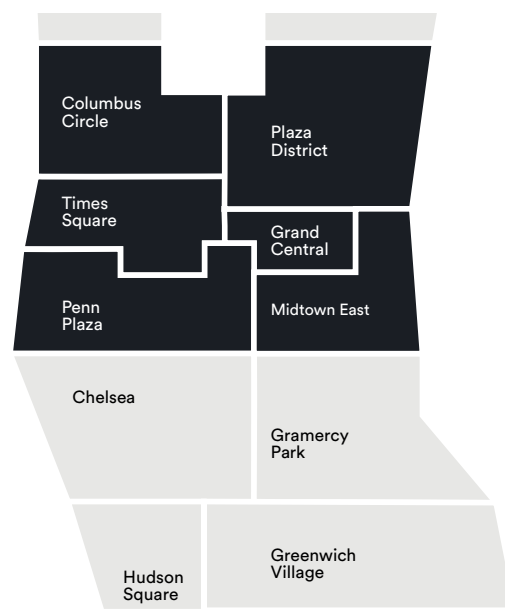 Columbus
Circle
Plaza
District
Times
Square
Grand
Central
Penn
Plaza
Midtown East
Chelsea
Gramercy
Park
Greenwich
Village
Hudson
Square